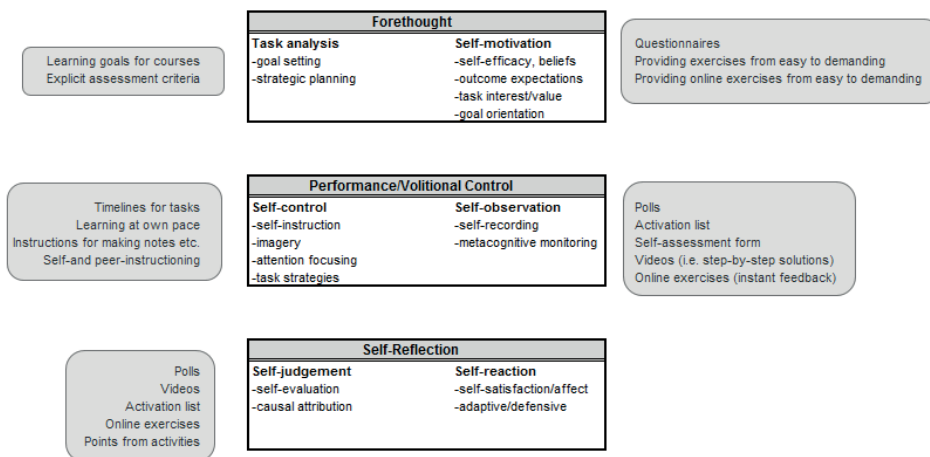 Forethought
Learning goals for courses
Explicit assessment criteria
Task analysis
-goal setting
-strategic planning
Self-motivation
-self-efficacy, beliefs
-outcome expectations
-task interest/value
-goal orientation
Questionnaires
Providing exercises from easy to demanding
Providing online exercises from easy to demanding
Performance/Volitional Control
Timelines for tasks
Learning at own pace
Instructions for making notes etc.
Self-and peer-instructioning
Self-control
-self-instruction
-imagery
-attention focusing
-task strategies
Self-observation
-self-recording
-metacognitive monitoring
Polls
Activation list
Self-assessment form
Videos (i.e. step-by-step solutions)
Online exercises (instant feedback)
Self-Reflection
Polls
Videos
Activation list
Online exercises
Points from activities
Self-judgement
-self-evaluation
-causal attribution
Self-reaction
-self-satisfaction/affect
-adaptive/defensive